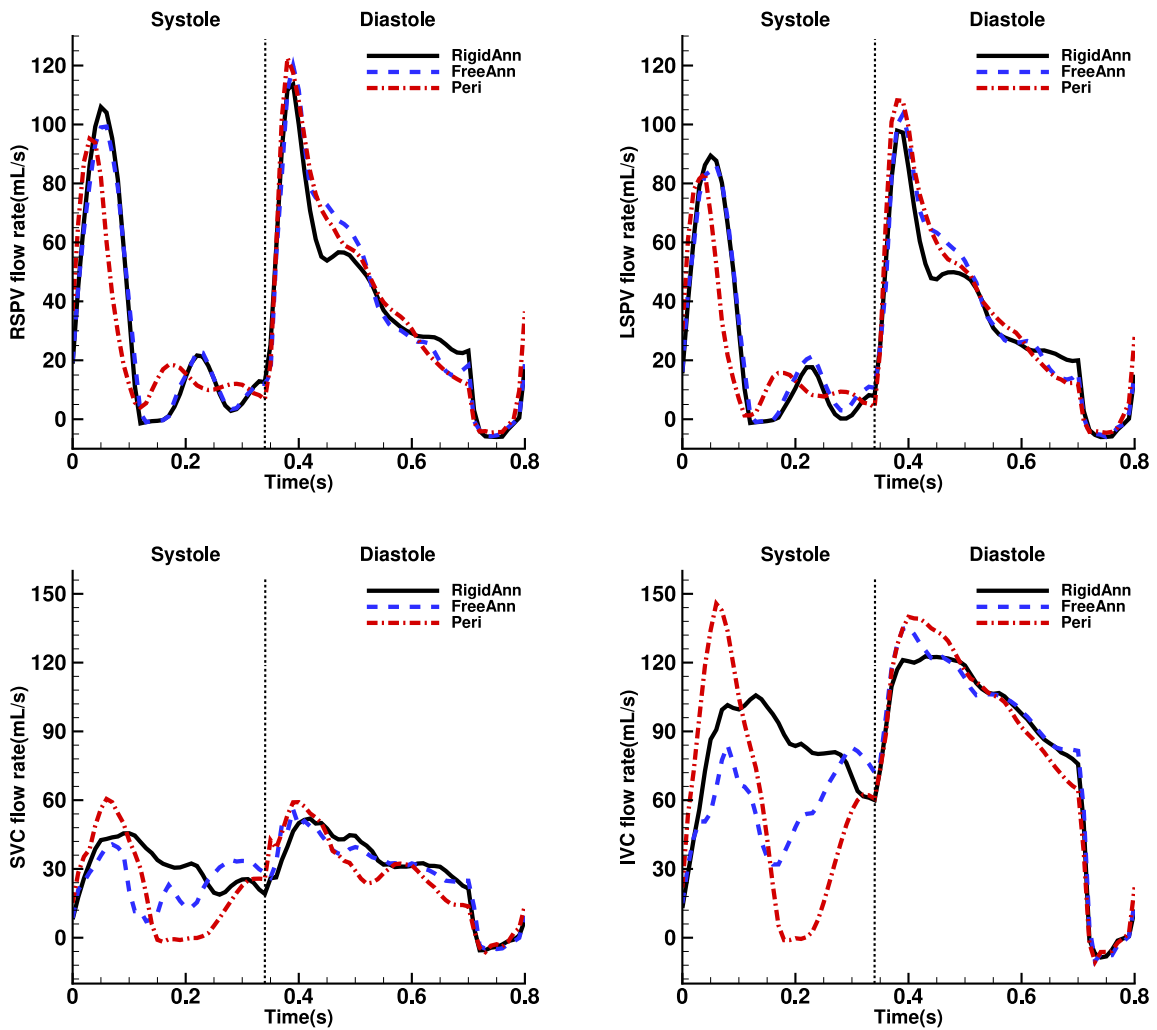 Systole Diastole
RigidAnn
FreeAnn
Peri
RSPV flow rate(mL/s)
120
100
80
60
40
20
0
0 0.2 0.4 0.6 0.8
Time(s)
Systole Diastole
RigidAnn
FreeAnn
Peri
LSPV flow rate(mL/s)
120
100
80
60
40
20
0
0 0.2 0.4 0.6 0.8
Time(s)
Systole Diastole
RigidAnn
FreeAnn
Peri
SVC flow rate(mL/s)
150
120
90
60
30
0
0 0.2 0.4 0.6 0.8
Time(s)
Systole Diastole
RigidAnn
FreeAnn
Peri
IVC flow rate(mL/s)
150
120
90
60
30
0
0 0.2 0.4 0.6 0.8
Time(s)